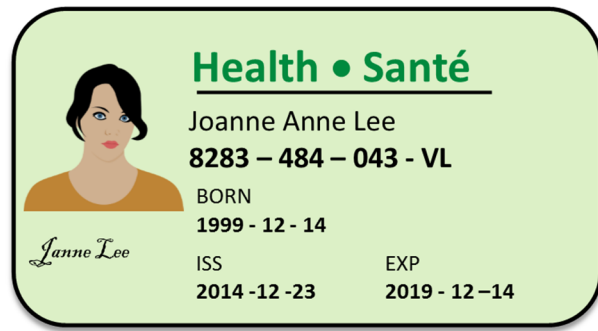 Health • Santé
Joanne Anne Lee
8283 – 484 – 043 - VL
BORN
1999 - 12 - 14
Janne Lee
ISS EXP
2014 -12 -23 2019 - 12 –14